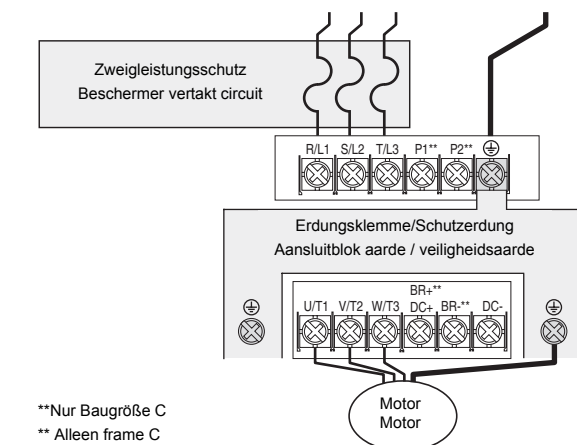 Zweigleistungsschutz
Beschermer vertakt circuit
R/L1 S/L2 T/L3 P1** P2**
Erdungsklemme/Schutzerdung
Aansluitblok aarde / veiligheidsaarde
BR+**
U/T1 V/T2 W/T3 DC+ BR-** DC-
Motor
Motor
**Nur Baugröße C
** Alleen frame C